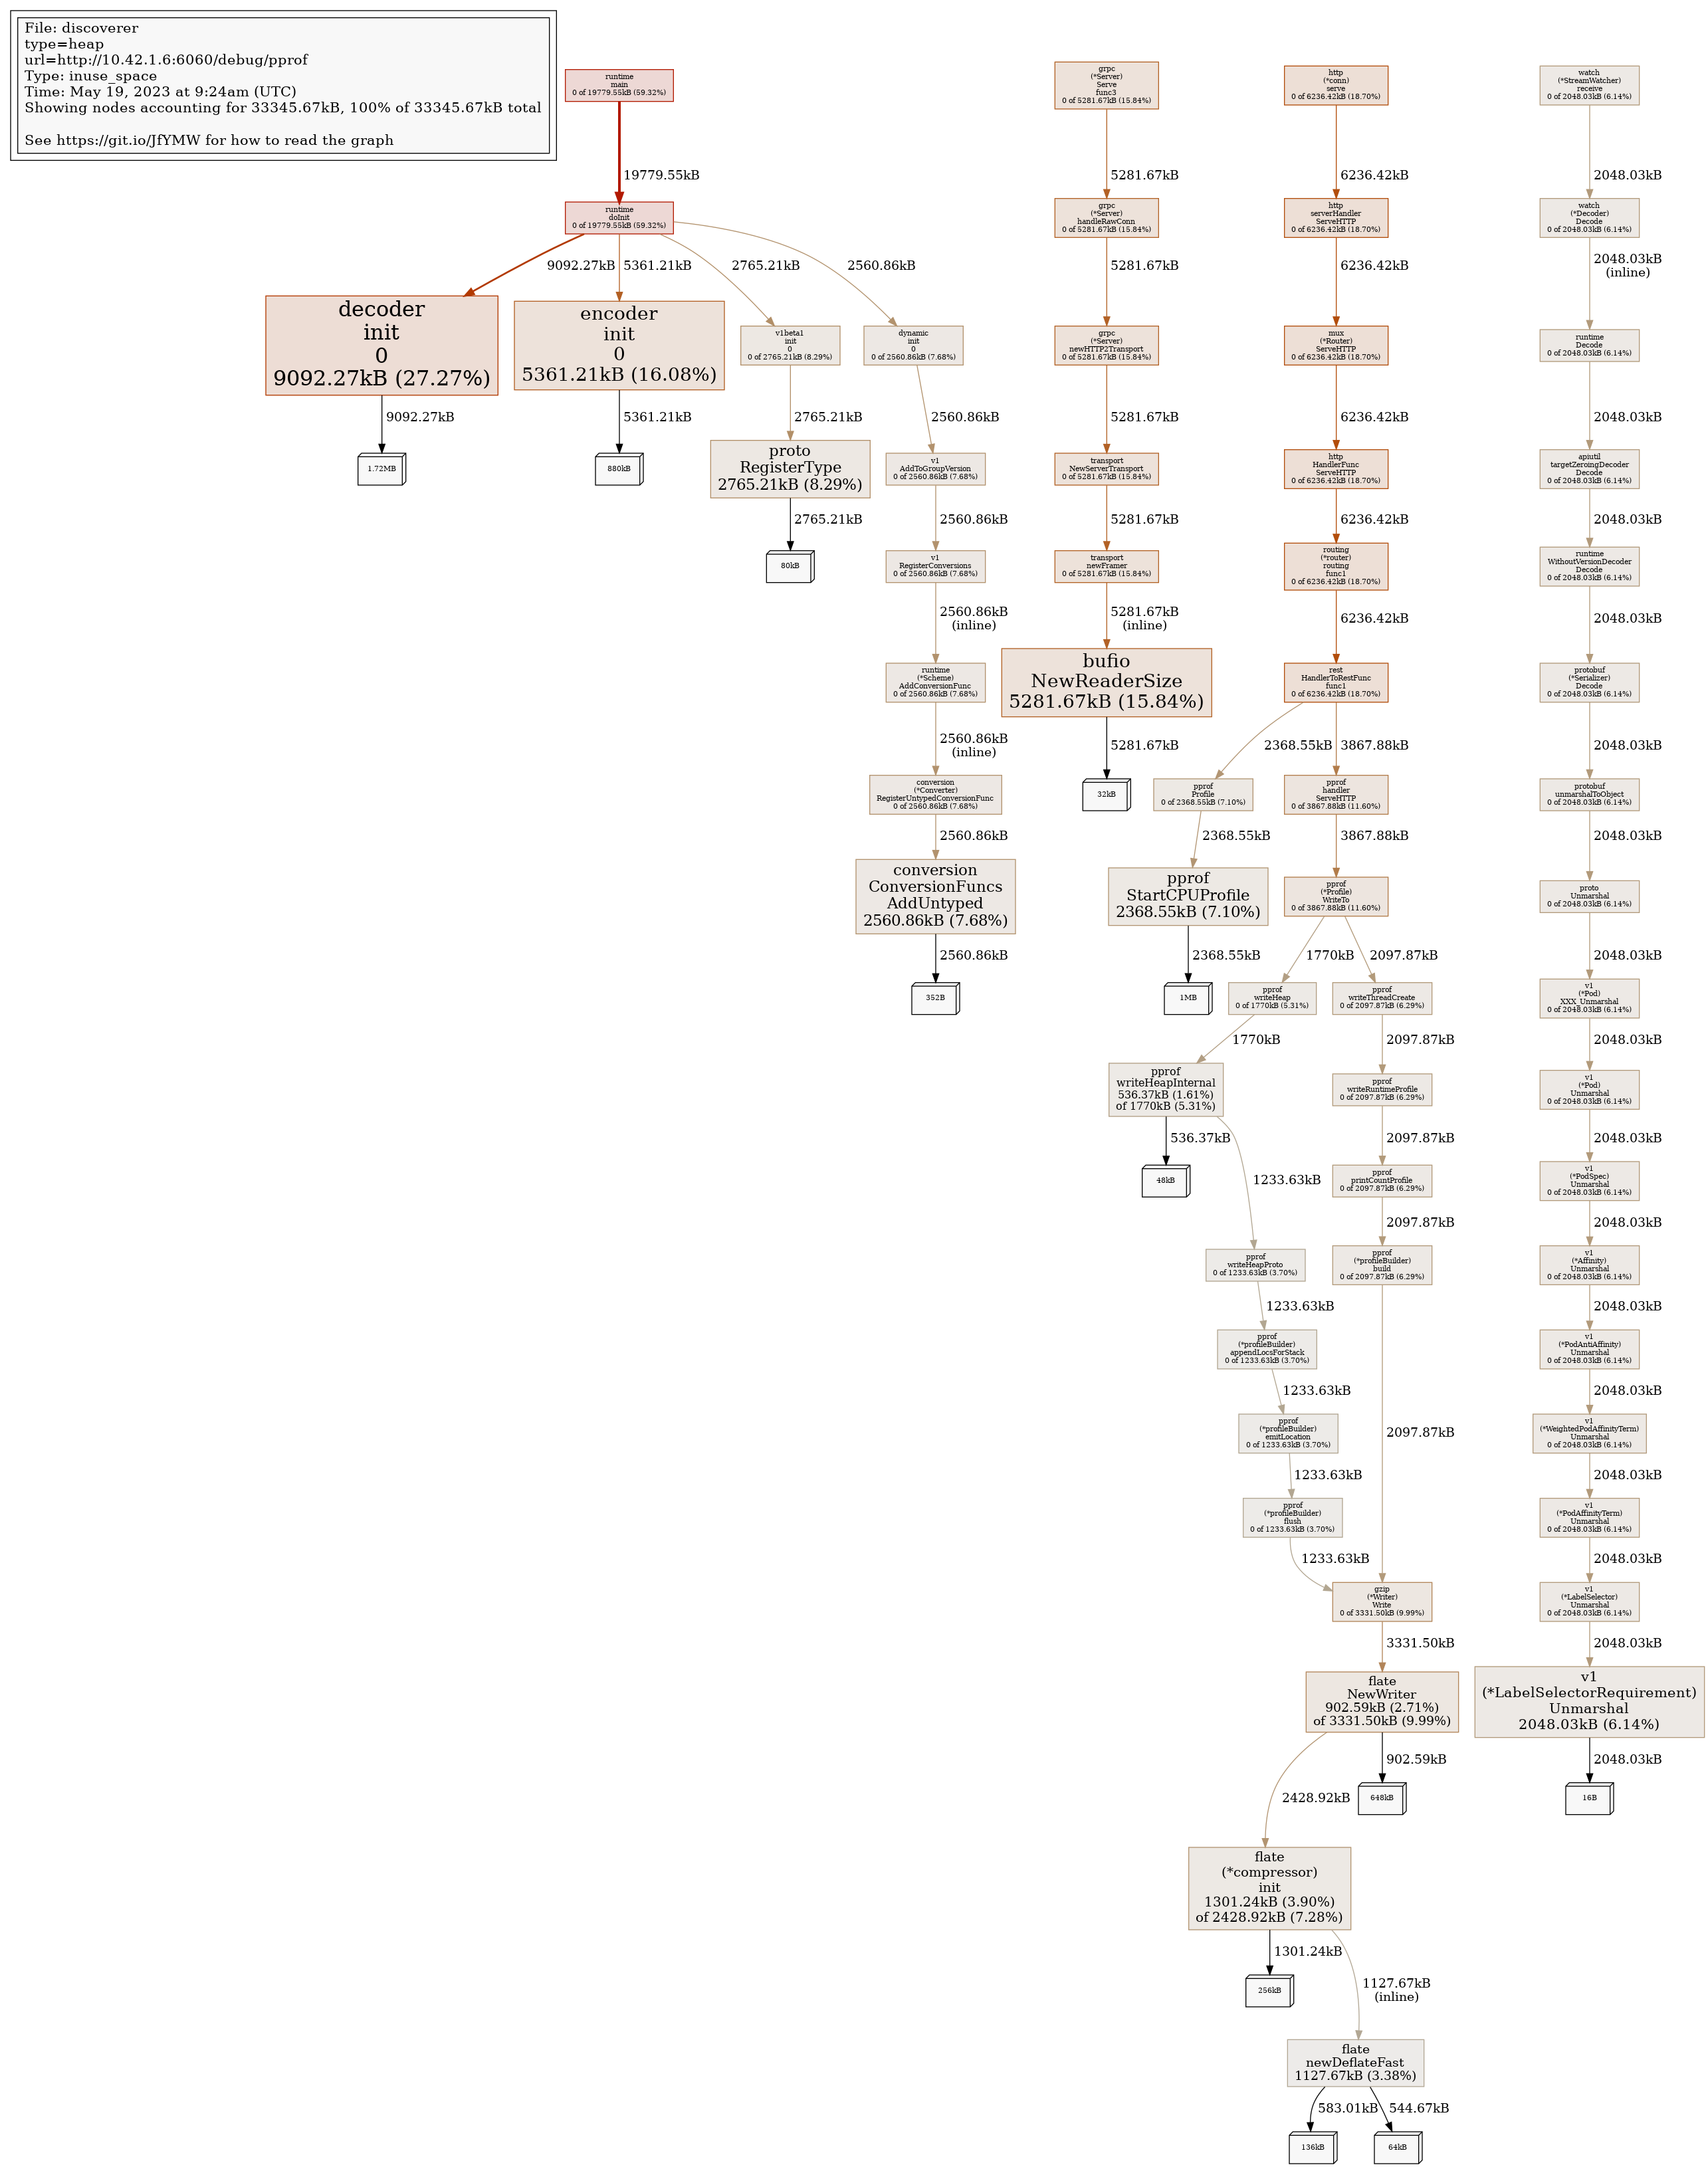 File: discoverer
type=heap
url=http://10.42.1.6:6060/debug/pprof
Type: inuse_space
Time: May 19, 2023 at 9:24am (UTC)
Showing nodes accounting for 33345.67kB, 100% of 33345.67kB total
See https://git.io/JfYMW for how to read the graph
runtime
main
0 of 19779.55kB (59.32%)
19779.55kB
runtime
doInit
0 of 19779.55kB (59.32%)
9092.27kB
5361.21kB
2765.21kB
2560.86kB
decoder
init
0
9092.27kB (27.27%)
9092.27kB
1.72MB
encoder
init
0
5361.21kB (16.08%)
5361.21kB
880kB
v1beta1
init
0
0 of 2765.21kB (8.29%)
2765.21kB
proto
RegisterType
2765.21kB (8.29%)
2765.21kB
80kB
dynamic
init
0
0 of 2560.86kB (7.68%)
2560.86kB
v1
AddToGroupVersion
0 of 2560.86kB (7.68%)
2560.86kB
v1
RegisterConversions
0 of 2560.86kB (7.68%)
2560.86kB
(inline)
runtime
(*Scheme)
AddConversionFunc
0 of 2560.86kB (7.68%)
2560.86kB
(inline)
conversion
(*Converter)
RegisterUntypedConversionFunc
0 of 2560.86kB (7.68%)
2560.86kB
conversion
ConversionFuncs
AddUntyped
2560.86kB (7.68%)
2560.86kB
352B
grpc
(*Server)
Serve
func3
0 of 5281.67kB (15.84%)
5281.67kB
grpc
(*Server)
handleRawConn
0 of 5281.67kB (15.84%)
5281.67kB
grpc
(*Server)
newHTTP2Transport
0 of 5281.67kB (15.84%)
5281.67kB
transport
NewServerTransport
0 of 5281.67kB (15.84%)
5281.67kB
transport
newFramer
0 of 5281.67kB (15.84%)
5281.67kB
(inline)
bufio
NewReaderSize
5281.67kB (15.84%)
5281.67kB
32kB
http
(*conn)
serve
0 of 6236.42kB (18.70%)
6236.42kB
http
serverHandler
ServeHTTP
0 of 6236.42kB (18.70%)
6236.42kB
mux
(*Router)
ServeHTTP
0 of 6236.42kB (18.70%)
6236.42kB
http
HandlerFunc
ServeHTTP
0 of 6236.42kB (18.70%)
6236.42kB
routing
(*router)
routing
func1
0 of 6236.42kB (18.70%)
6236.42kB
rest
HandlerToRestFunc
func1
0 of 6236.42kB (18.70%)
2368.55kB
3867.88kB
pprof
Profile
0 of 2368.55kB (7.10%)
2368.55kB
pprof
StartCPUProfile
2368.55kB (7.10%)
2368.55kB
1MB
pprof
handler
ServeHTTP
0 of 3867.88kB (11.60%)
3867.88kB
pprof
(*Profile)
WriteTo
0 of 3867.88kB (11.60%)
1770kB
2097.87kB
pprof
writeHeap
0 of 1770kB (5.31%)
1770kB
pprof
writeHeapInternal
536.37kB (1.61%)
of 1770kB (5.31%)
536.37kB
48kB
1233.63kB
pprof
writeHeapProto
0 of 1233.63kB (3.70%)
1233.63kB
pprof
(*profileBuilder)
appendLocsForStack
0 of 1233.63kB (3.70%)
1233.63kB
pprof
(*profileBuilder)
emitLocation
0 of 1233.63kB (3.70%)
1233.63kB
pprof
(*profileBuilder)
flush
0 of 1233.63kB (3.70%)
1233.63kB
pprof
writeThreadCreate
0 of 2097.87kB (6.29%)
2097.87kB
pprof
writeRuntimeProfile
0 of 2097.87kB (6.29%)
2097.87kB
pprof
printCountProfile
0 of 2097.87kB (6.29%)
2097.87kB
pprof
(*profileBuilder)
build
0 of 2097.87kB (6.29%)
2097.87kB
gzip
(*Writer)
Write
0 of 3331.50kB (9.99%)
3331.50kB
flate
NewWriter
902.59kB (2.71%)
of 3331.50kB (9.99%)
902.59kB
648kB
2428.92kB
flate
(*compressor)
init
1301.24kB (3.90%)
of 2428.92kB (7.28%)
1301.24kB
256kB
1127.67kB
(inline)
flate
newDeflateFast
1127.67kB (3.38%)
583.01kB
544.67kB
136kB
64kB
watch
(*StreamWatcher)
receive
0 of 2048.03kB (6.14%)
2048.03kB
watch
(*Decoder)
Decode
0 of 2048.03kB (6.14%)
2048.03kB
(inline)
runtime
Decode
0 of 2048.03kB (6.14%)
2048.03kB
apiutil
targetZeroingDecoder
Decode
0 of 2048.03kB (6.14%)
2048.03kB
runtime
WithoutVersionDecoder
Decode
0 of 2048.03kB (6.14%)
2048.03kB
protobuf
(*Serializer)
Decode
0 of 2048.03kB (6.14%)
2048.03kB
protobuf
unmarshalToObject
0 of 2048.03kB (6.14%)
2048.03kB
proto
Unmarshal
0 of 2048.03kB (6.14%)
2048.03kB
v1
(*Pod)
XXX_Unmarshal
0 of 2048.03kB (6.14%)
2048.03kB
v1
(*Pod)
Unmarshal
0 of 2048.03kB (6.14%)
2048.03kB
v1
(*PodSpec)
Unmarshal
0 of 2048.03kB (6.14%)
2048.03kB
v1
(*Affinity)
Unmarshal
0 of 2048.03kB (6.14%)
2048.03kB
v1
(*PodAntiAffinity)
Unmarshal
0 of 2048.03kB (6.14%)
2048.03kB
v1
(*WeightedPodAffinityTerm)
Unmarshal
0 of 2048.03kB (6.14%)
2048.03kB
v1
(*PodAffinityTerm)
Unmarshal
0 of 2048.03kB (6.14%)
2048.03kB
v1
(*LabelSelector)
Unmarshal
0 of 2048.03kB (6.14%)
2048.03kB
v1
(*LabelSelectorRequirement)
Unmarshal
2048.03kB (6.14%)
2048.03kB
16B